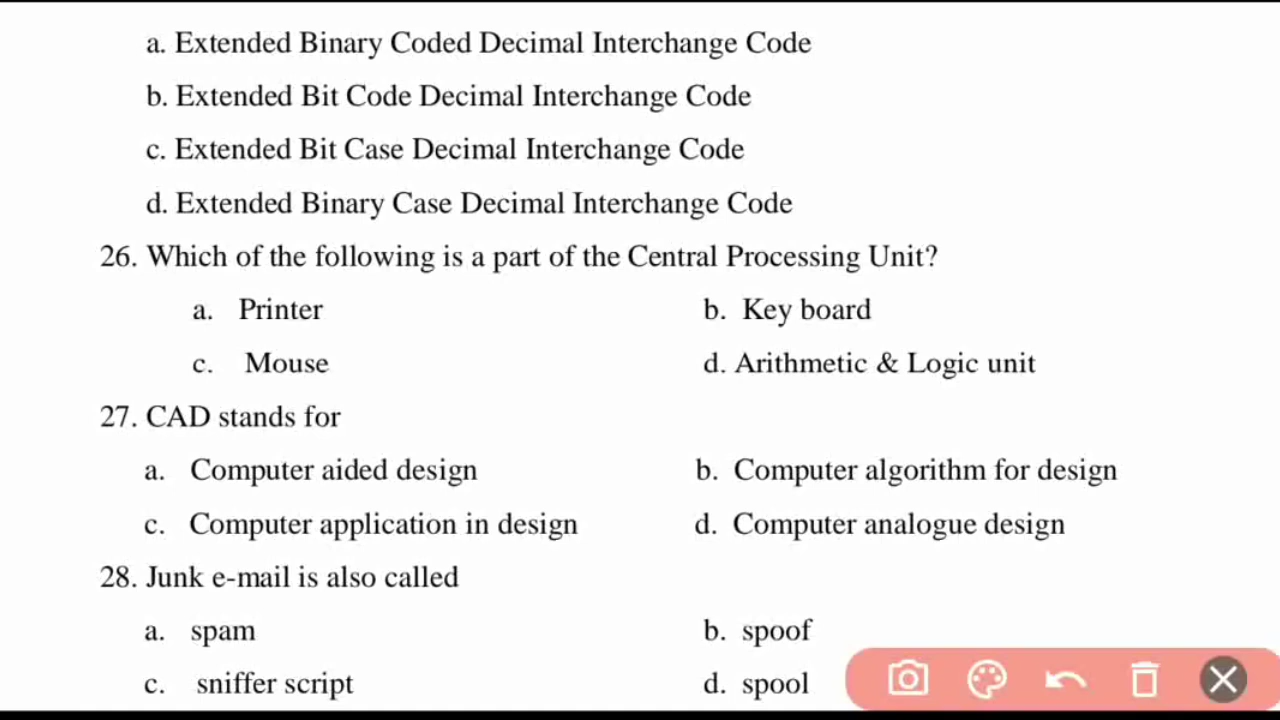 a. Extended Binary Coded Decimal Interchange Code
b. Extended Bit Code Decimal Interchange Code
c. Extended Bit Case Decimal Interchange Code
d. Extended Binary Case Decimal Interchange Code
26. Which of the following is a part of the Central Processing Unit?
a. Printer b. Key board
c. Mouse d. Arithmetic & Logic unit
27. CAD stands for
a. Computer aided design b. Computer algorithm for design
c. Computer application in design d. Computer analogue design
28. Junk e-mail is also called
a. spam b. spoof
c. sniffer script d. spool